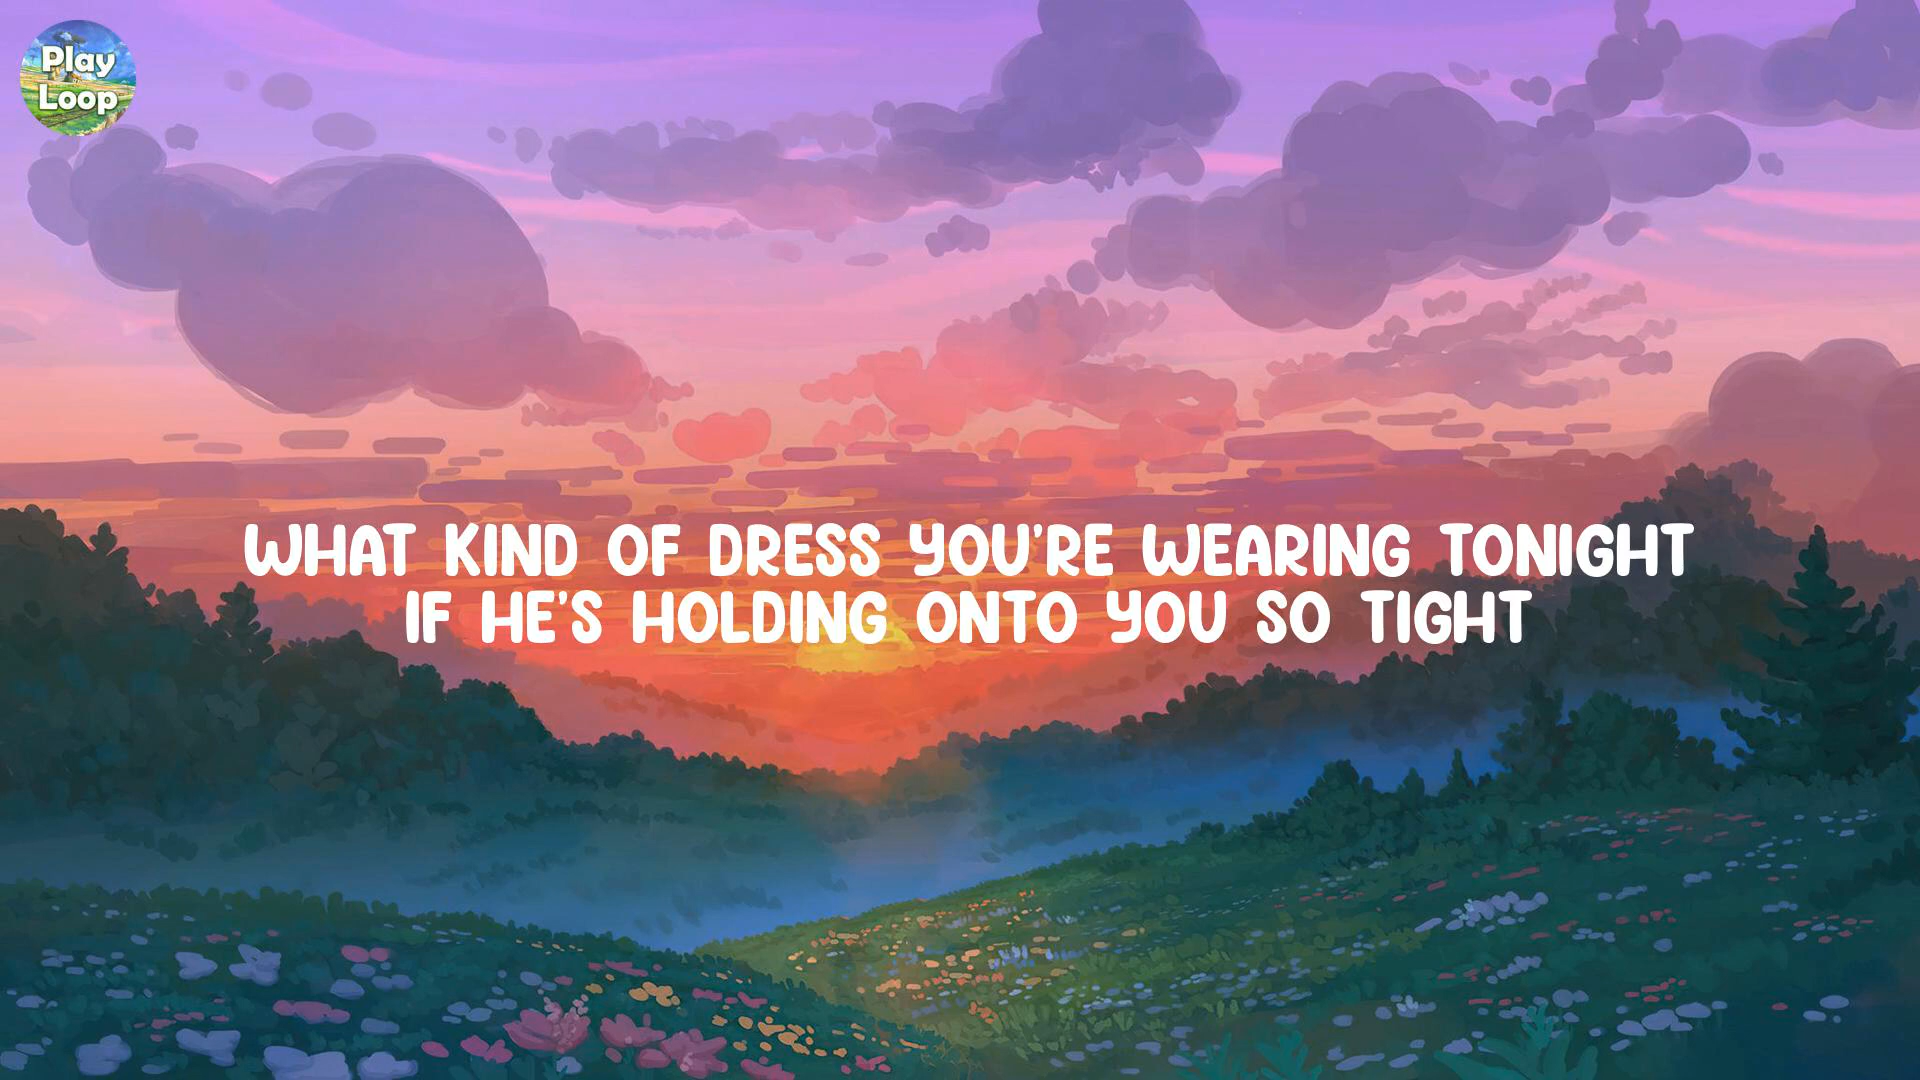 Play
Loop
WHAT KIND OF DRESS YOU'RE WEARING TONIGHT
IF HE'S HOLDING ONTO YOU SO TIGHT